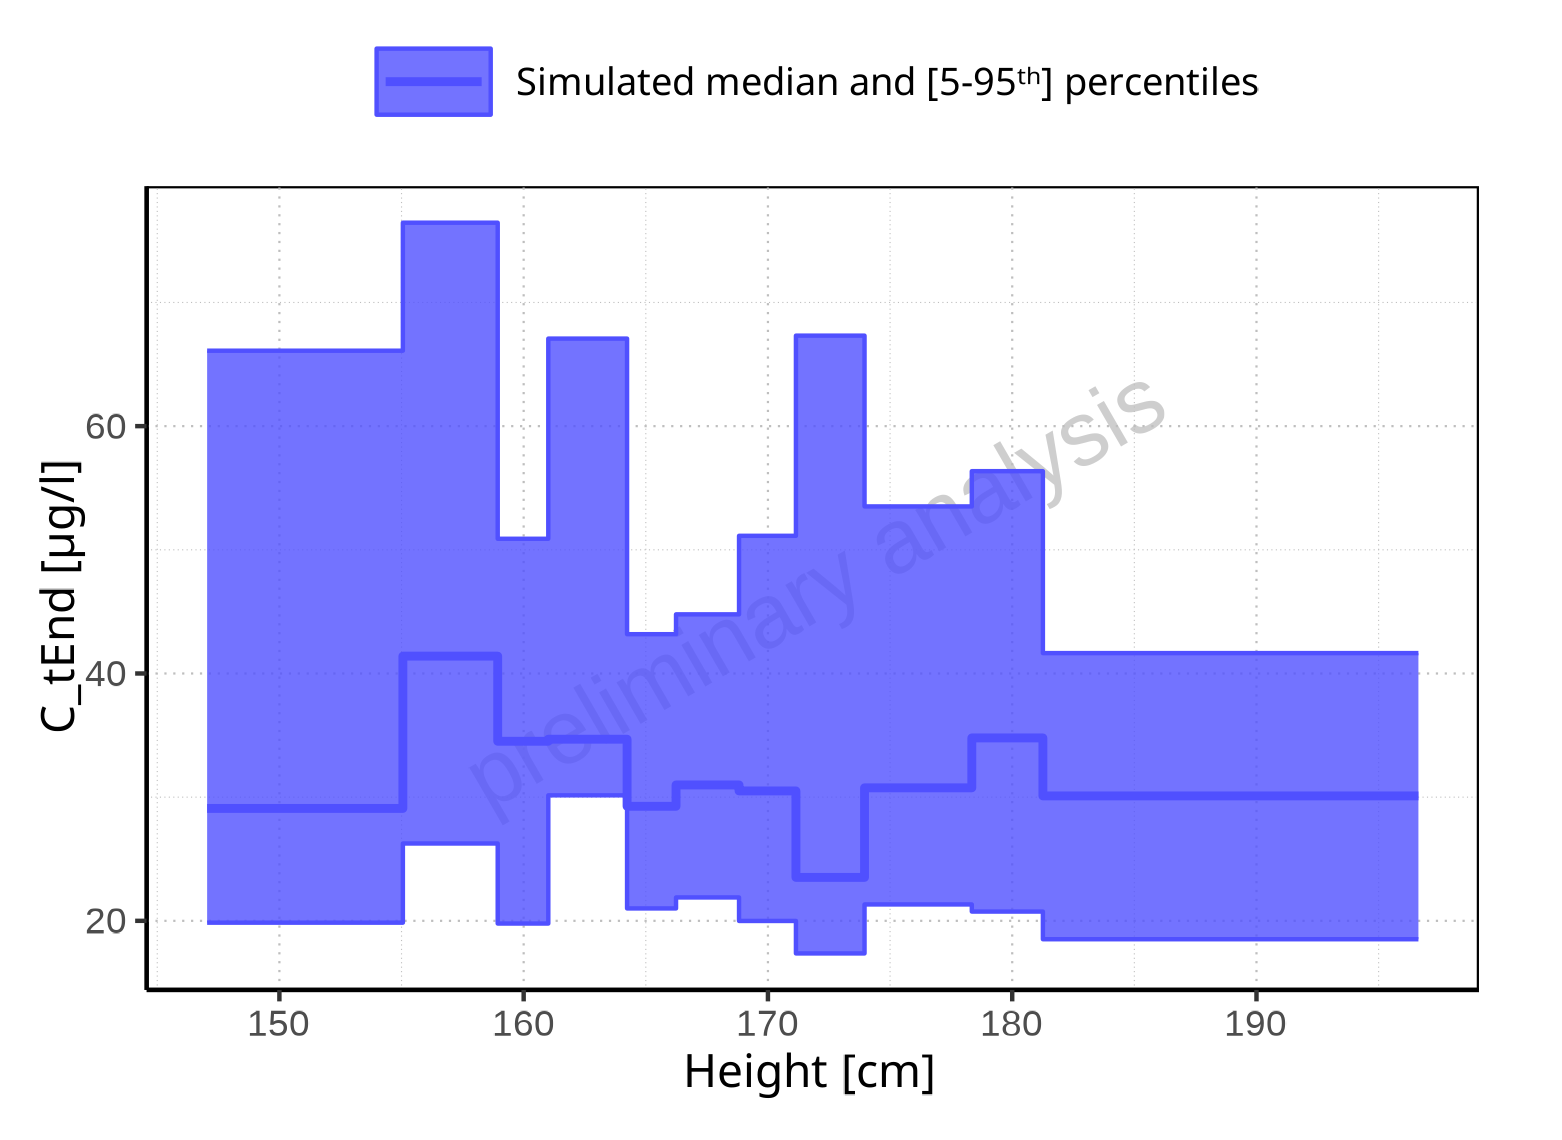 Simulated median and [5-95ᵗʰ] percentiles
60
40
20
C_tEnd [µg/l]
preliminary analysis
150 160 170 180 190
Height [cm]